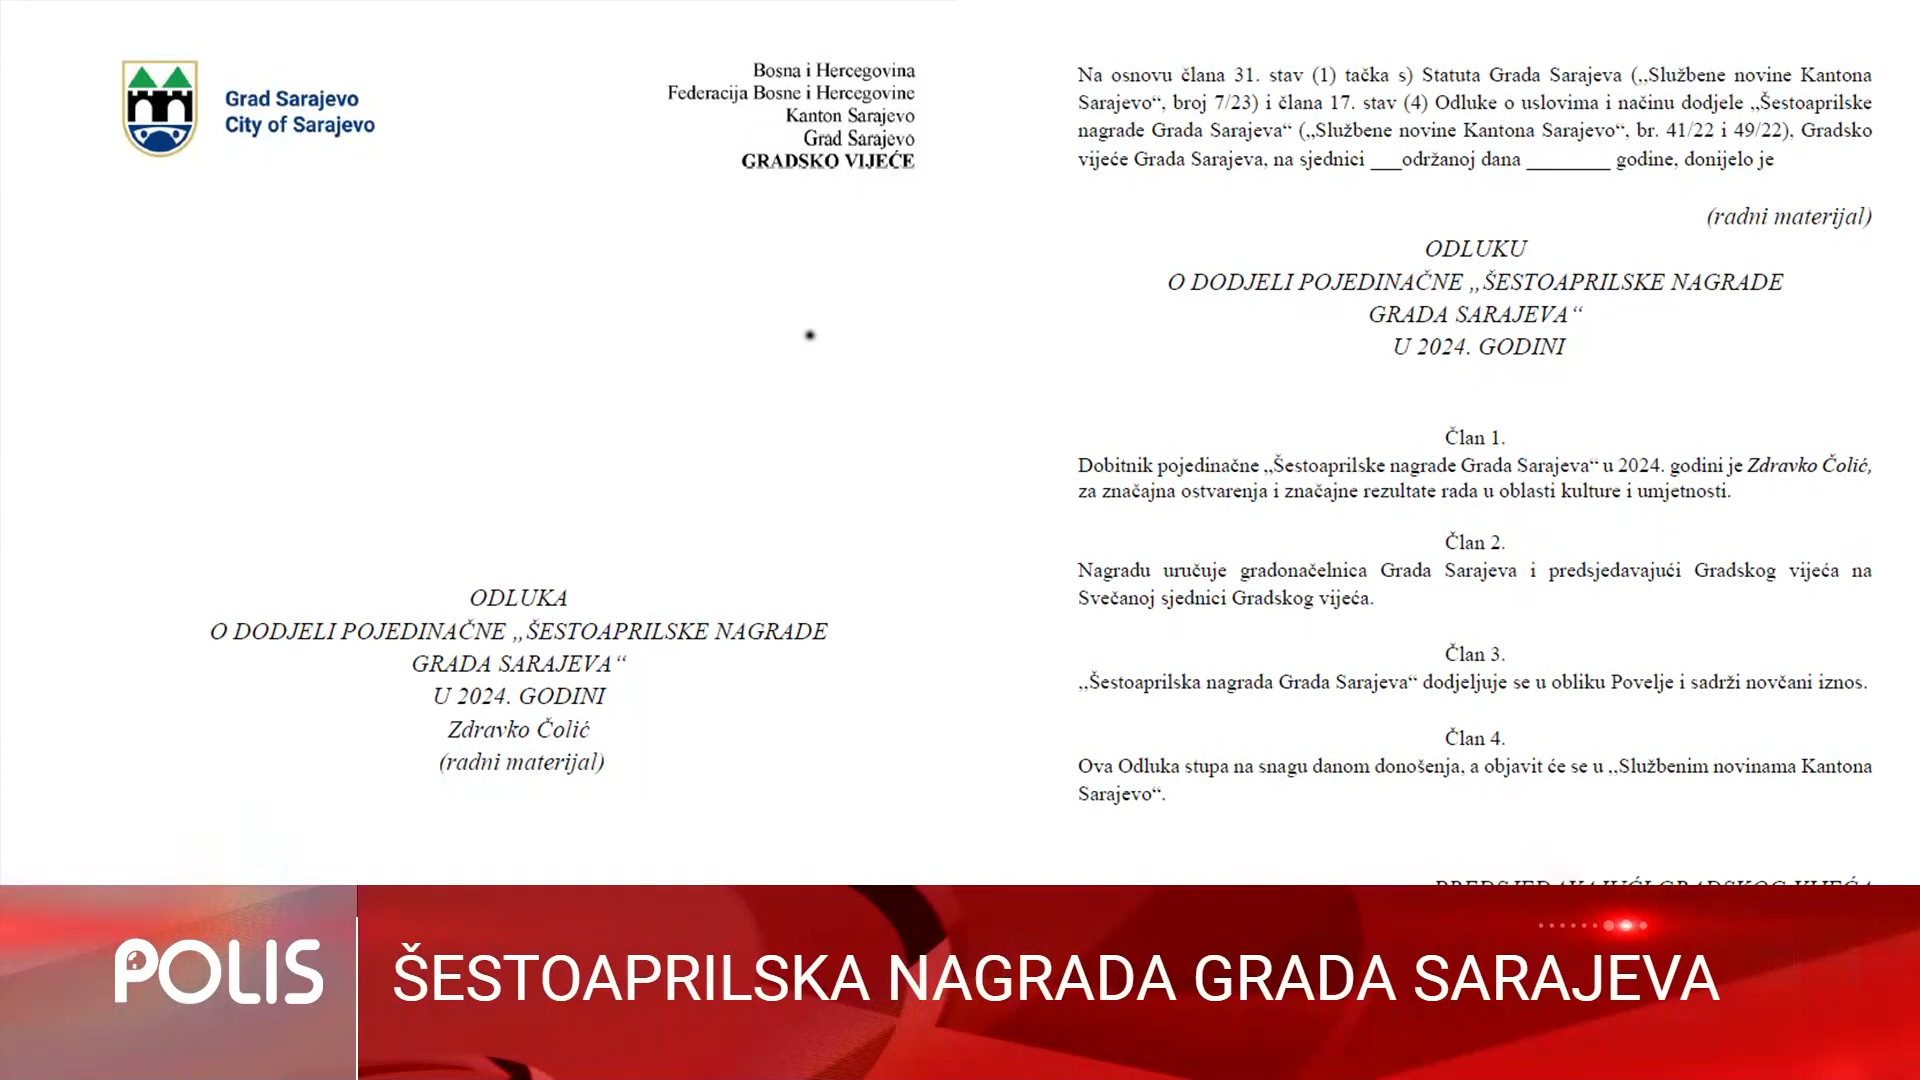 Grad Sarajevo
City of Sarajevo
Bosna i Hercegovina
Federacija Bosne i Hercegovine
Kanton Sarajevo
Grad Sarajevo
GRADSKO VIJEĆE
ODLUKA
O DODJELI POJEDINAČNE ,,ŠESTOAPRILSKE NAGRADE
GRADA SARAJEVA“
U 2024. GODINI
Zdravko Čolić
(radni materijal)
Na osnovu člana 31. stav (1) tačka s) Statuta Grada Sarajeva (,,Službene novine Kantona
Sarajevo“, broj 7/23) i člana 17. stav (4) Odluke o uslovima i načinu dodjele ,,Šestoaprilske
nagrade Grada Sarajeva“ (,,Službene novine Kantona Sarajevo“, br. 41/22 i 49/22), Gradsko
vijeće Grada Sarajeva, na sjednici ___održanoj dana ________ godine, donijelo je
(radni materijal)
ODLUKU
O DODJELI POJEDINAČNE ,,ŠESTOAPRILSKE NAGRADE
GRADA SARAJEVA“
U 2024. GODINI
Član 1.
Dobitnik pojedinačne ,,Šestoaprilske nagrade Grada Sarajeva“ u 2024. godini je Zdravko Čolić,
za značajna ostvarenja i značajne rezultate rada u oblasti kulture i umjetnosti.
Član 2.
Nagradu uručuje gradonačelnica Grada Sarajeva i predsjedavajući Gradskog vijeća na
Svečanoj sjednici Gradskog vijeća.
Član 3.
,,Šestoaprilska nagrada Grada Sarajeva“ dodjeljuje se u obliku Povelje i sadrži novčani iznos.
Član 4.
Ova Odluka stupa na snagu danom donošenja, a objavit će se u ,,Službenim novinama Kantona
Sarajevo“.
PREDSJEDAVAJUĆI GRADSKOG VIJEĆA
POLIS
ŠESTOAPRILSKA NAGRADA GRADA SARAJEVA